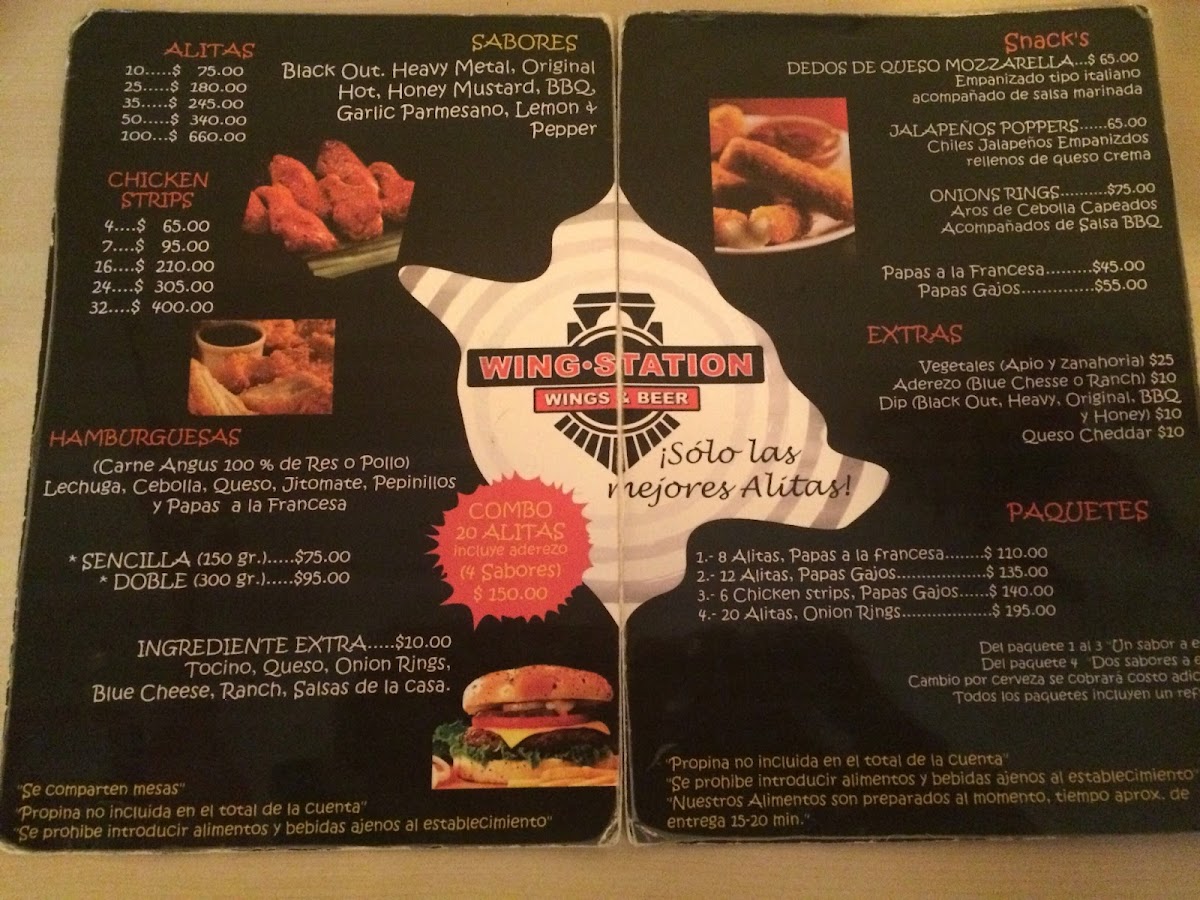 ALITAS
10.....$ 75.00
25.....$ 180.00
35.....$ 245.00
50.....$ 340.00
100...$ 660.00
SABORES
Black Out. Heavy Metal, Original
Hot, Honey Mustard, BBQ,
Garlic Parmesano, Lemon &
Pepper
CHICKEN
STRIPS
4....$ 65.00
7....$ 95.00
16....$ 210.00
24....$ 305.00
32....$ 400.00
HAMBURGUESAS
(Carne Angus 100 % de Res o Pollo)
Lechuga, Cebolla, Queso, Jitomate, Pepinillos
y Papas a la Francesa
* SENCILLA (150 gr.).....$75.00
* DOBLE (300 gr.).....$95.00
COMBO
20 ALITAS
incluye aderezo
(4 Sabores)
$ 150.00
INGREDIENTE EXTRA.....$10.00
Tocino, Queso, Onion Rings,
Blue Cheese, Ranch, Salsas de la casa.
"Se comparten mesas"
"Propina no incluida en el total de la cuenta"
"Se prohibe introducir alimentos y bebidas ajenos al establecimiento"
WING•STATION
WINGS & BEER
¡Sólo las
mejores Alitas!
Snack's
DEDOS DE QUESO MOZZARELLA...$ 65.00
Empanizado tipo italiano
acompañado de salsa marinada
JALAPEÑOS POPPERS......65.00
Chiles Jalapeños Empanizdos
rellenos de queso crema
ONIONS RINGS..........$75.00
Aros de Cebolla Capeados
Acompañados de Salsa BBQ
Papas a la Francesa.........$45.00
Papas Gajos..............$55.00
EXTRAS
Vegetales (Apio y zanahoria) $25
Aderezo (Blue Chesse o Ranch) $10
Dip (Black Out, Heavy, Original, BBQ
y Honey) $10
Queso Cheddar $10
PAQUETES
1.- 8 Alitas, Papas a la francesa........$ 110.00
2.- 12 Alitas, Papas Gajos..................$ 135.00
3.- 6 Chicken strips, Papas Gajos......$ 140.00
4.- 20 Alitas, Onion Rings..................$ 195.00
Del paquete 1 al 3 "Un sabor a e
Del paquete 4 "Dos sabores a e
Cambio por cerveza se cobrará costo adic
Todos los paquetes incluyen un re
"Propina no incluida en el total de la cuenta"
"Se prohibe introducir alimentos y bebidas ajenos al establecimiento
"Nuestros Alimentos son preparados al momento, tiempo aprox. de
entrega 15-20 min."